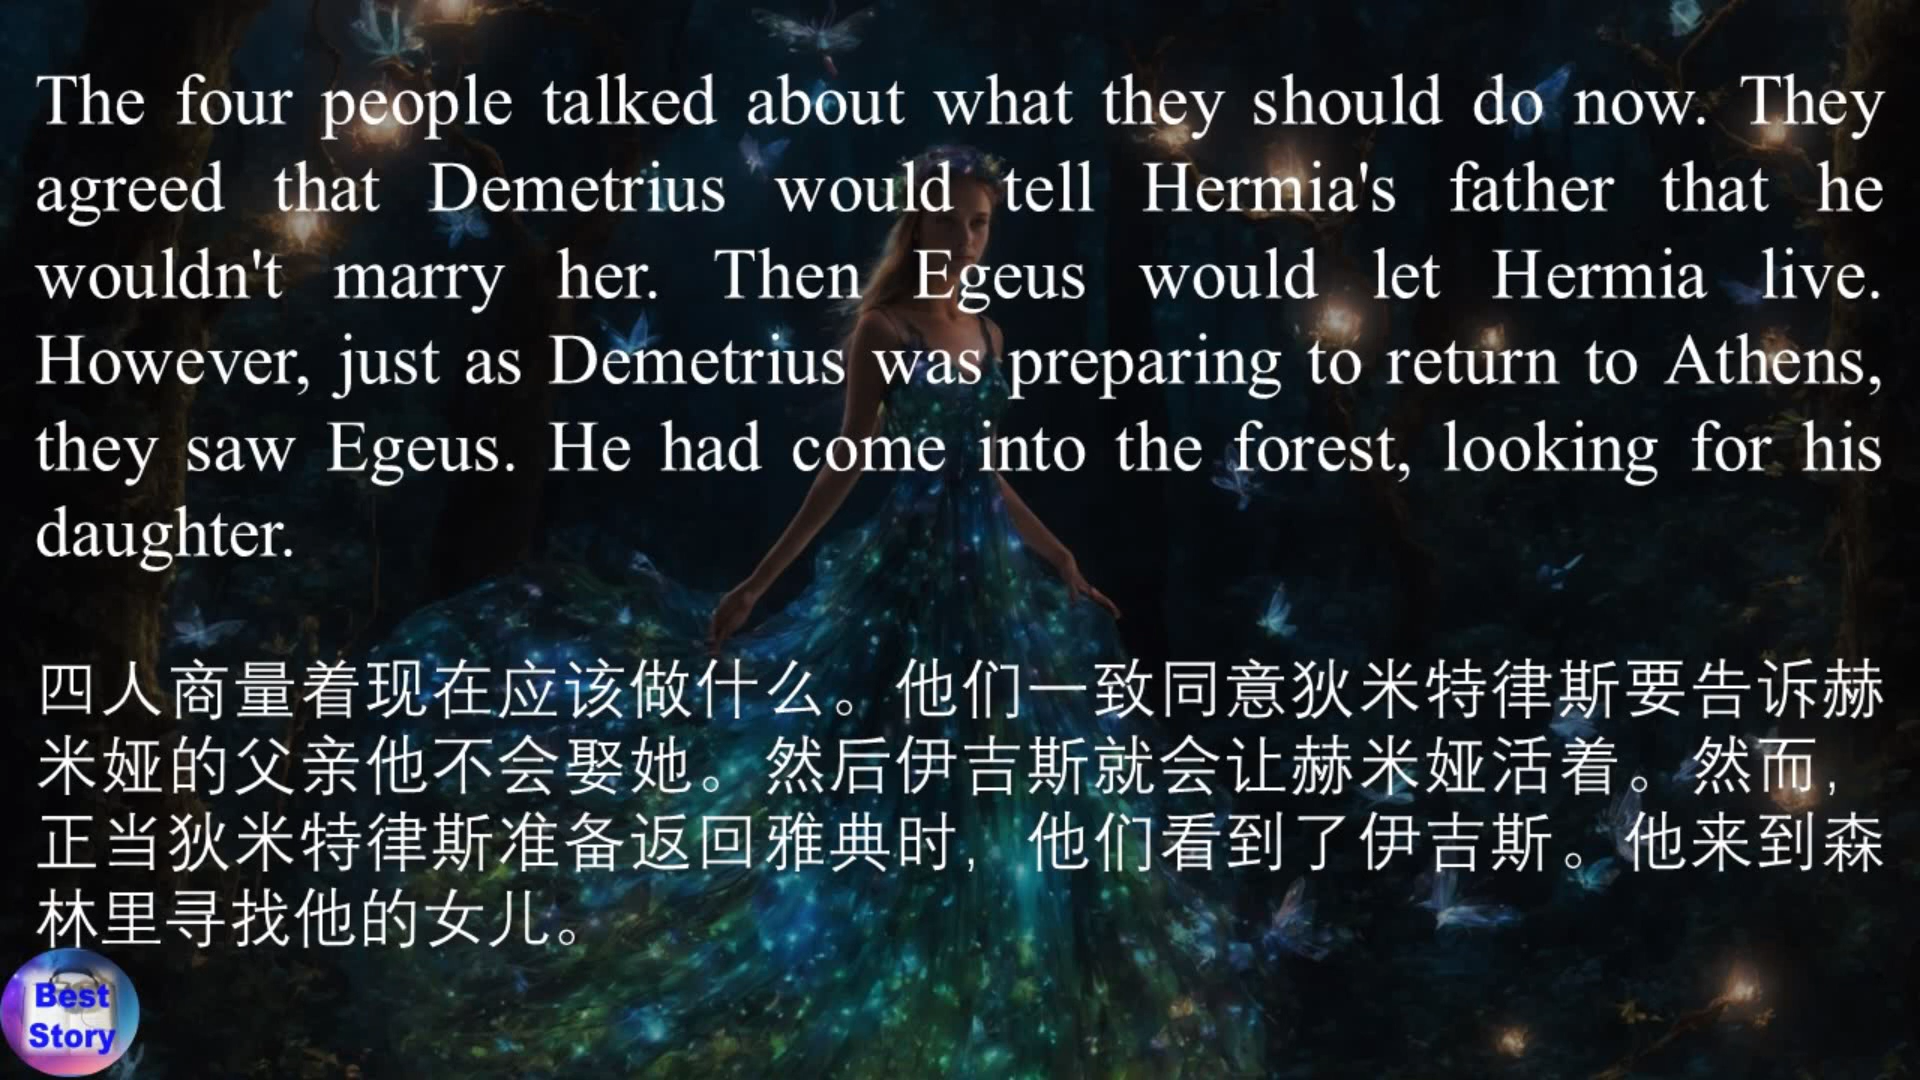 The four people talked about what they should do now. They
agreed that Demetrius would tell Hermia's father that he
wouldn't marry her. Then Egeus would let Hermia live.
However, just as Demetrius was preparing to return to Athens,
they saw Egeus. He had come into the forest, looking for his
daughter.
四人商量着现在应该做什么。他们一致同意狄米特律斯要告诉赫
米娅的父亲他不会娶她。然后伊吉斯就会让赫米娅活着。然而,
正当狄米特律斯准备返回雅典时, 他们看到了伊吉斯。他来到森
林里寻找他的女儿。
Best
Story